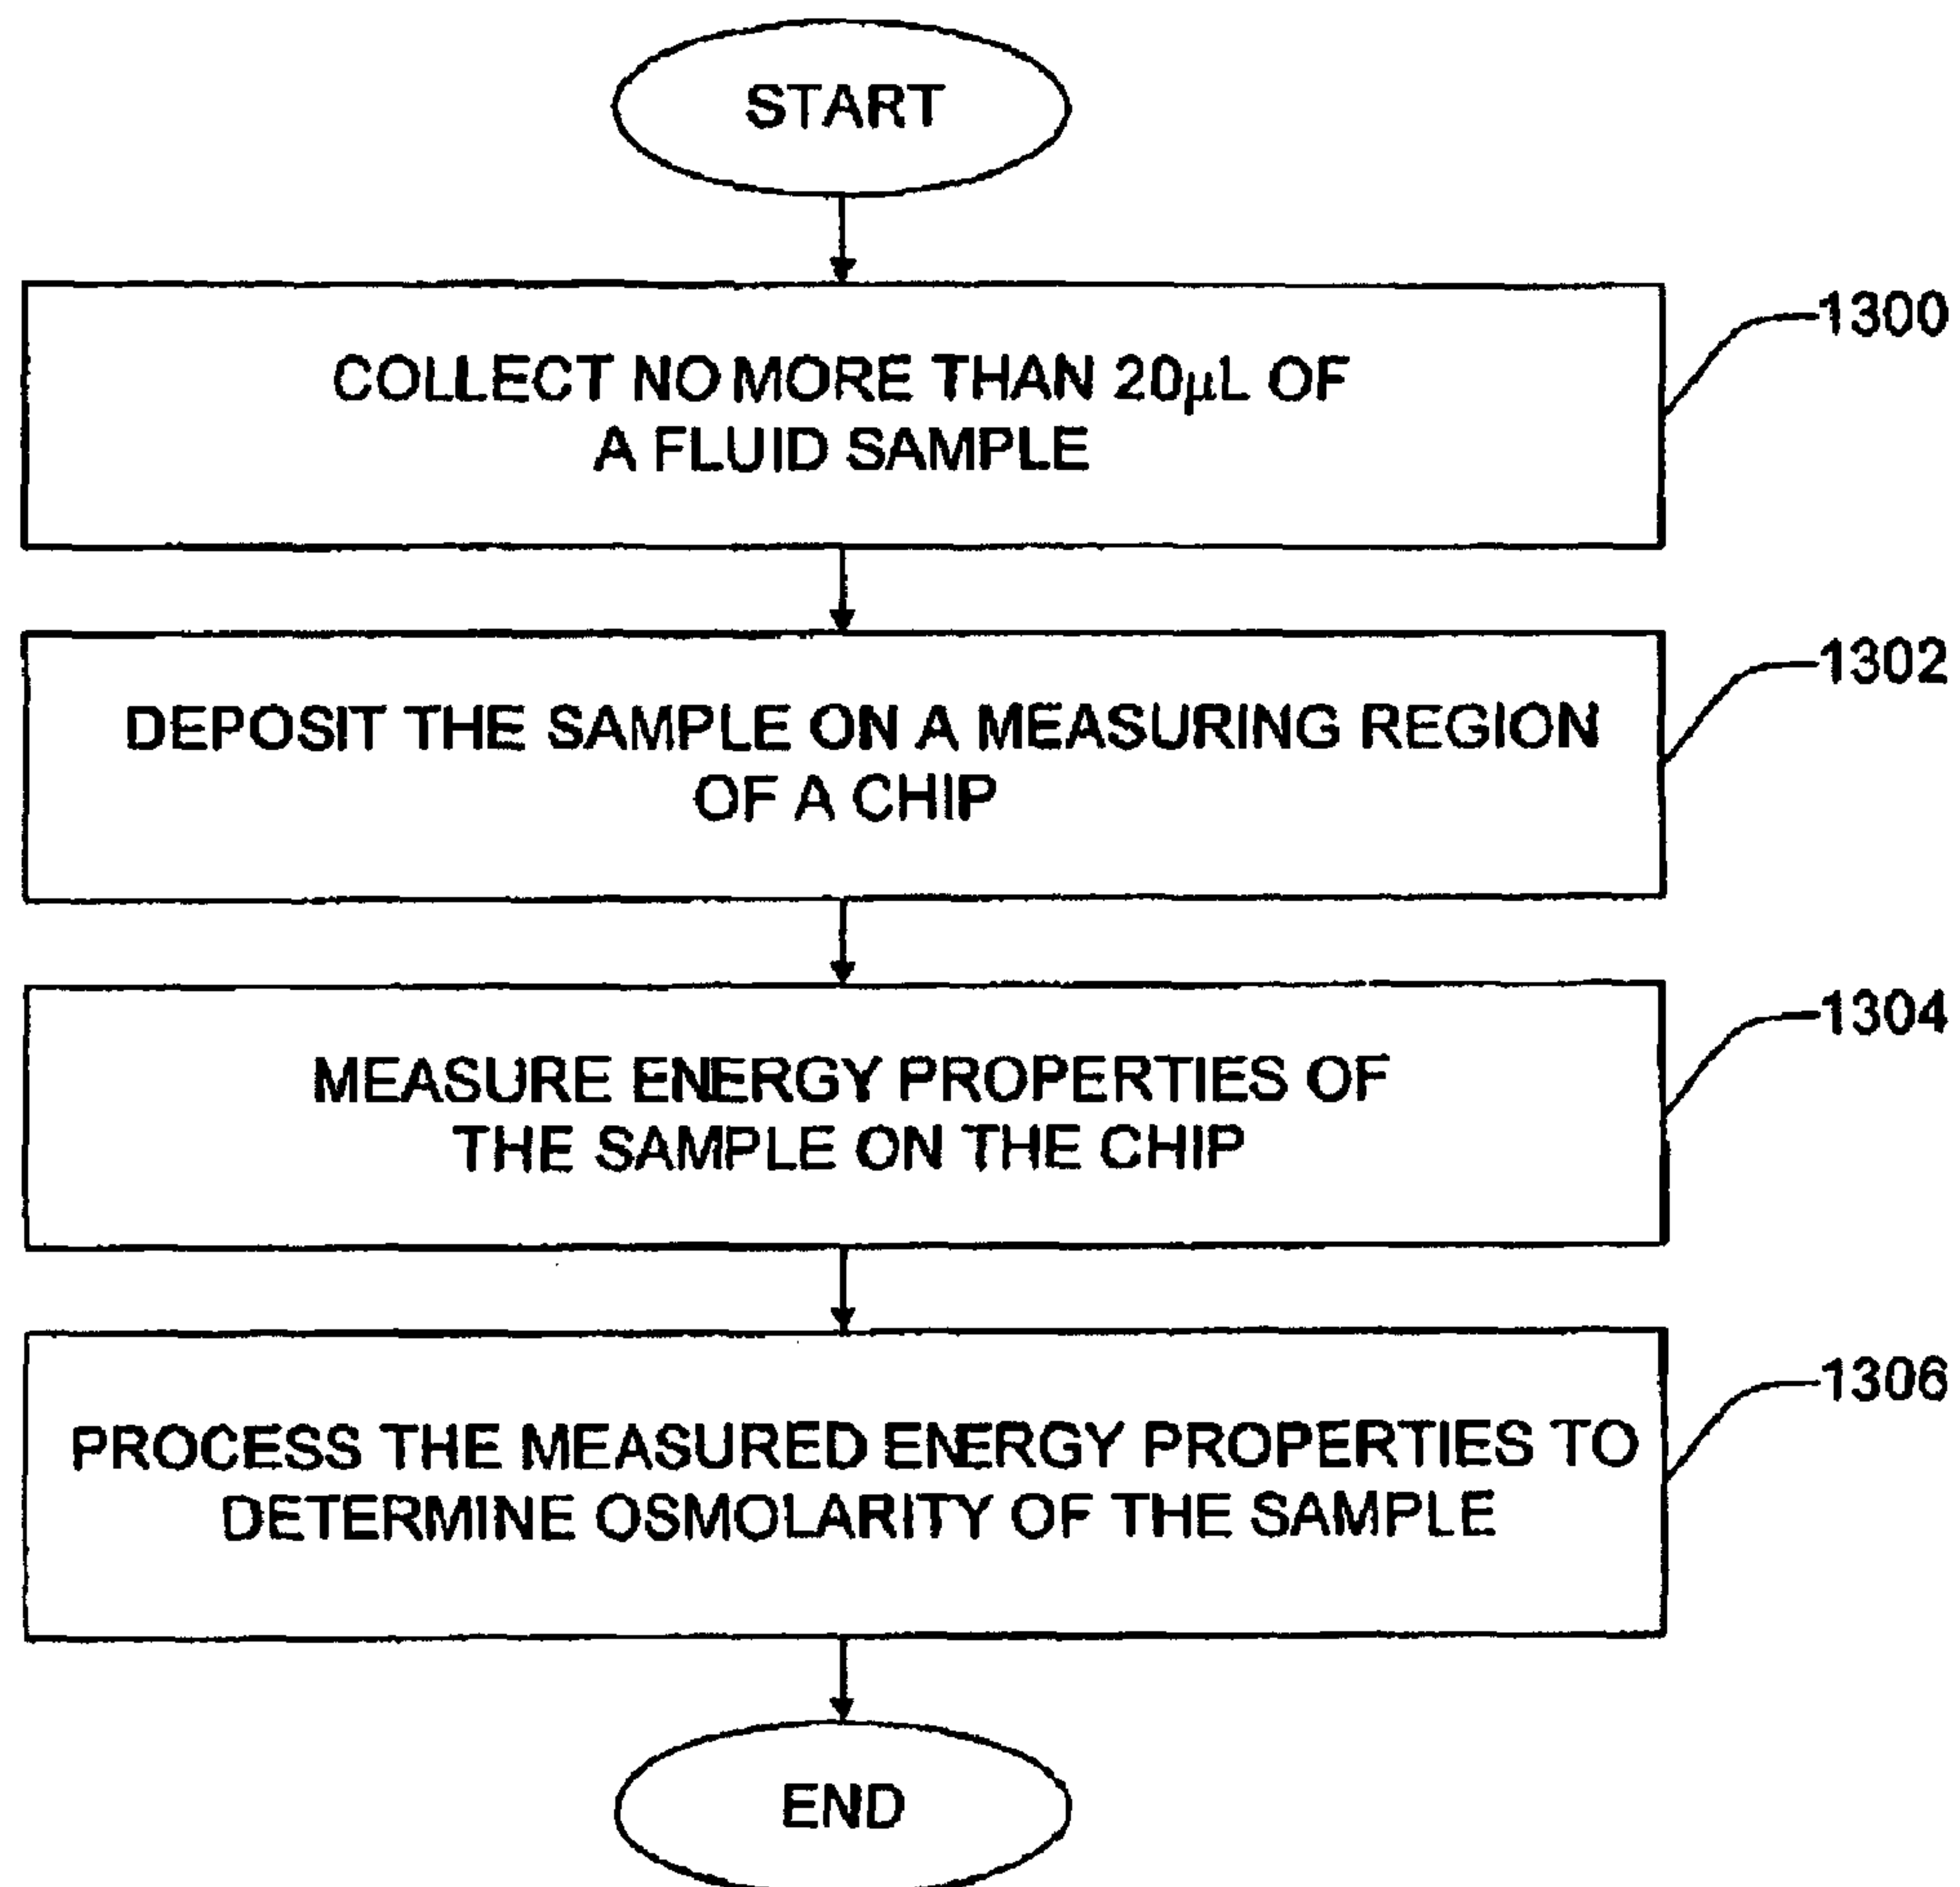 START
COLLECT NO MORE THAN 20µL OF
A FLUID SAMPLE
1300
DEPOSIT THE SAMPLE ON A MEASURING REGION
OF A CHIP
1302
MEASURE ENERGY PROPERTIES OF
THE SAMPLE ON THE CHIP
1304
PROCESS THE MEASURED ENERGY PROPERTIES TO
DETERMINE OSMOLARITY OF THE SAMPLE
1306
END